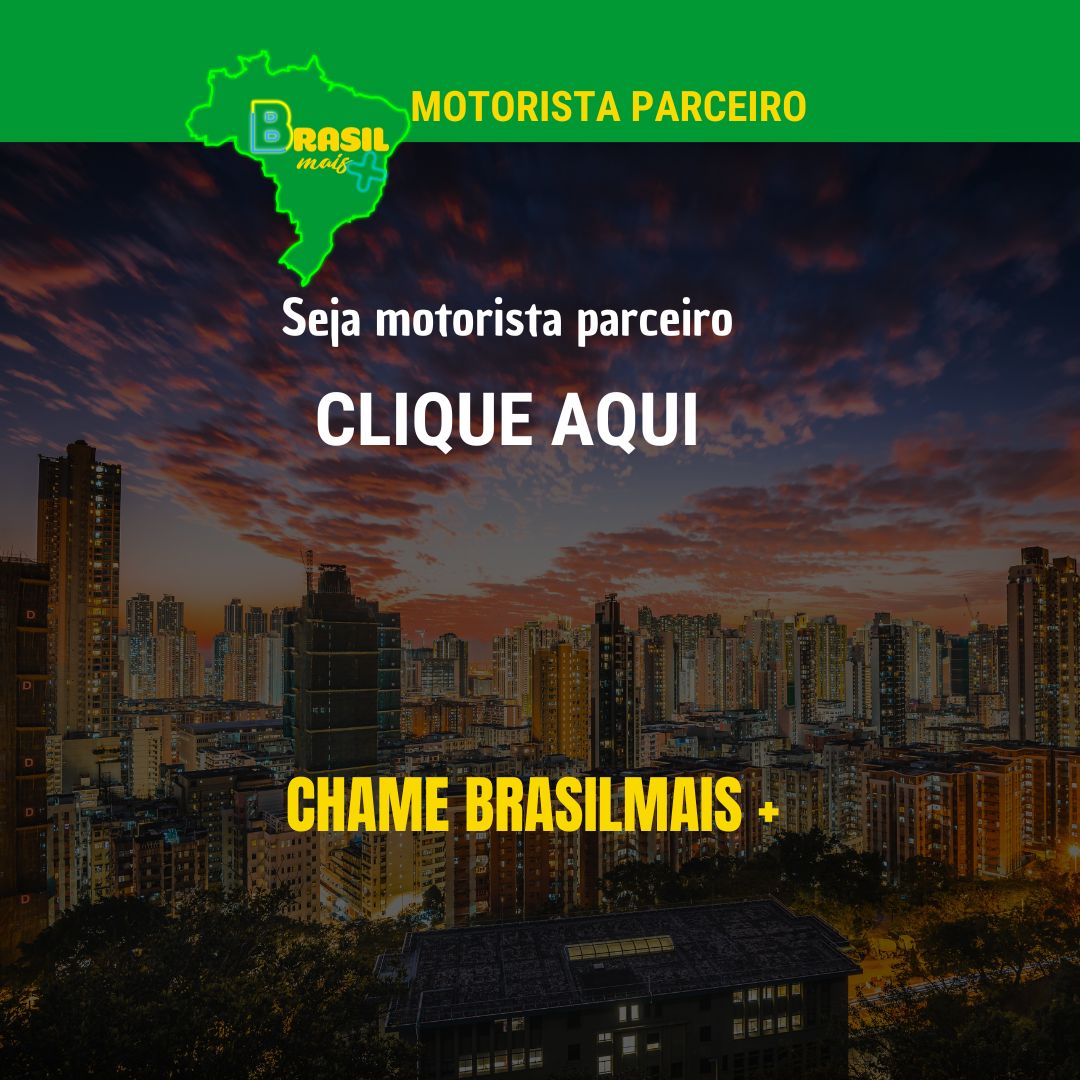 MOTORISTA PARCEIRO
BRASIL
mais +
Seja motorista parceiro
CLIQUE AQUI
D
D
D
D
D
CHAME BRASILMAIS +